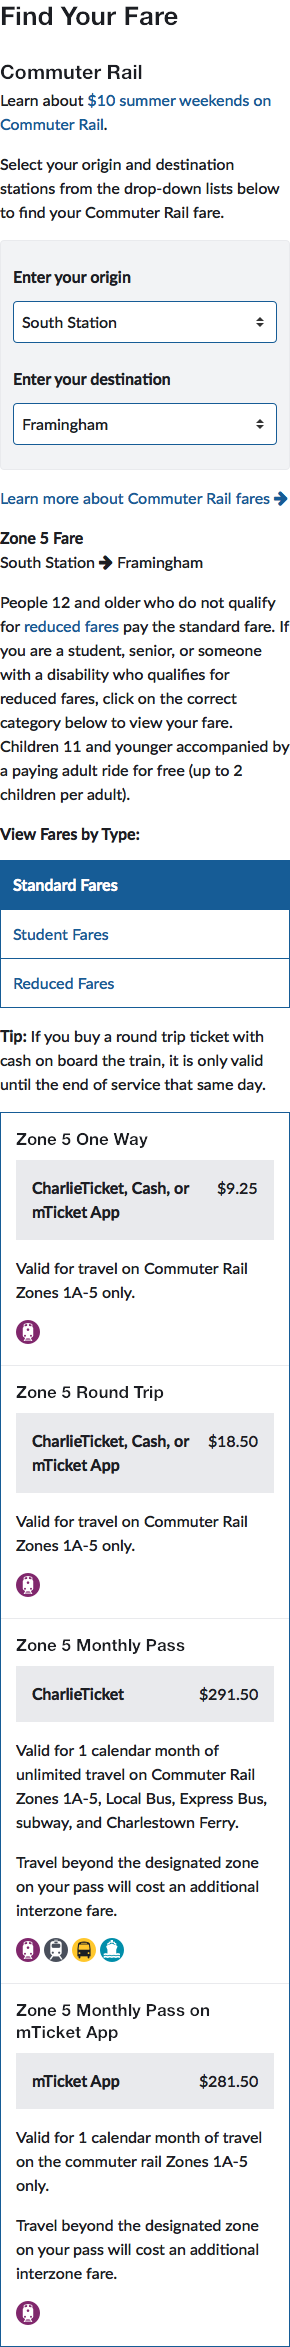 Find Your Fare
Commuter Rail
Learn about $10 summer weekends on
Commuter Rail.
Select your origin and destination
stations from the drop-down lists below
to find your Commuter Rail fare.
Enter your origin
South Station
Enter your destination
Framingham
Learn more about Commuter Rail fares →
Zone 5 Fare
South Station → Framingham
People 12 and older who do not qualify
for reduced fares pay the standard fare. If
you are a student, senior, or someone
with a disability who qualifies for
reduced fares, click on the correct
category below to view your fare.
Children 11 and younger accompanied by
a paying adult ride for free (up to 2
children per adult).
View Fares by Type:
Standard Fares
Student Fares
Reduced Fares
Tip: If you buy a round trip ticket with
cash on board the train, it is only valid
until the end of service that same day.
Zone 5 One Way
CharlieTicket, Cash, or $9.25
mTicket App
Valid for travel on Commuter Rail
Zones 1A-5 only.
Zone 5 Round Trip
CharlieTicket, Cash, or $18.50
mTicket App
Valid for travel on Commuter Rail
Zones 1A-5 only.
Zone 5 Monthly Pass
CharlieTicket $291.50
Valid for 1 calendar month of
unlimited travel on Commuter Rail
Zones 1A-5, Local Bus, Express Bus,
subway, and Charlestown Ferry.
Travel beyond the designated zone
on your pass will cost an additional
interzone fare.
Zone 5 Monthly Pass on
mTicket App
mTicket App $281.50
Valid for 1 calendar month of travel
on the commuter rail Zones 1A-5
only.
Travel beyond the designated zone
on your pass will cost an additional
interzone fare.